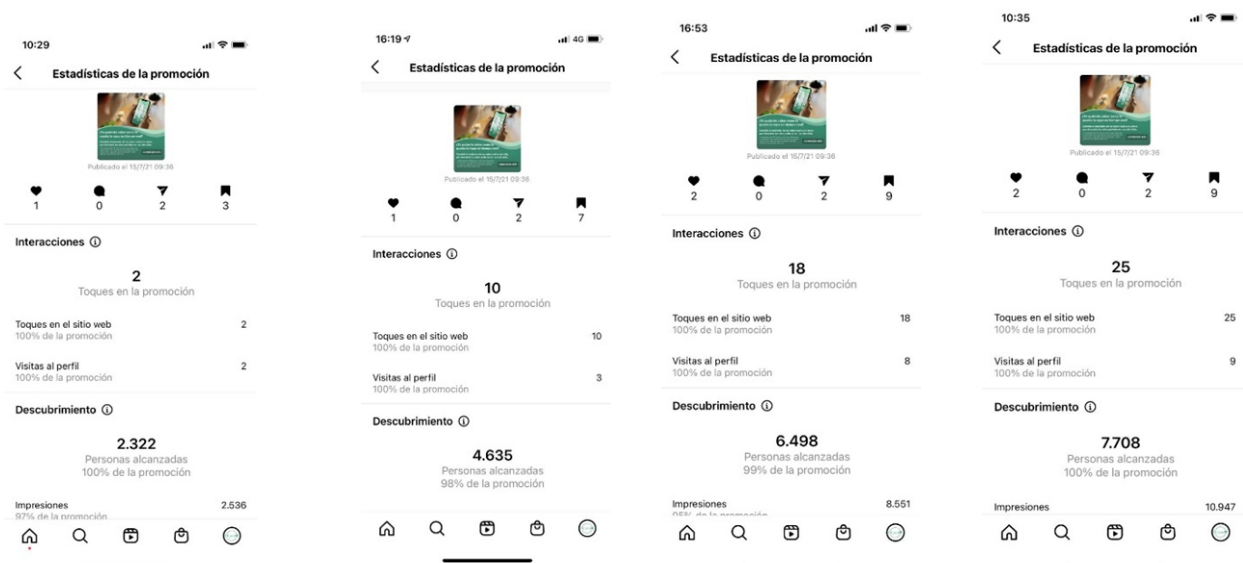 10:29
Estadísticas de la promoción
Publicado el 15/7/21 09:36
1 0 2 3
Interacciones
2
Toques en la promoción
Toques en el sitio web 2
100% de la promoción
Visitas al perfil 2
100% de la promoción
Descubrimiento
2.322
Personas alcanzadas
100% de la promoción
Impresiones 2.536
97% de la promoción
16:19 4G
Estadísticas de la promoción
Publicado el 15/7/21 09:36
1 0 2 7
Interacciones
10
Toques en la promoción
Toques en el sitio web 10
100% de la promoción
Visitas al perfil 3
100% de la promoción
Descubrimiento
4.635
Personas alcanzadas
98% de la promoción
16:53
Estadísticas de la promoción
Publicado el 15/7/21 09:36
2 0 2 9
Interacciones
18
Toques en la promoción
Toques en el sitio web 18
100% de la promoción
Visitas al perfil 8
100% de la promoción
Descubrimiento
6.498
Personas alcanzadas
99% de la promoción
Impresiones 8.551
95% de la promoción
10:35
Estadísticas de la promoción
Publicado el 15/7/21 09:36
2 0 2 9
Interacciones
25
Toques en la promoción
Toques en el sitio web 25
100% de la promoción
Visitas al perfil 9
100% de la promoción
Descubrimiento
7.708
Personas alcanzadas
100% de la promoción
Impresiones 10.947